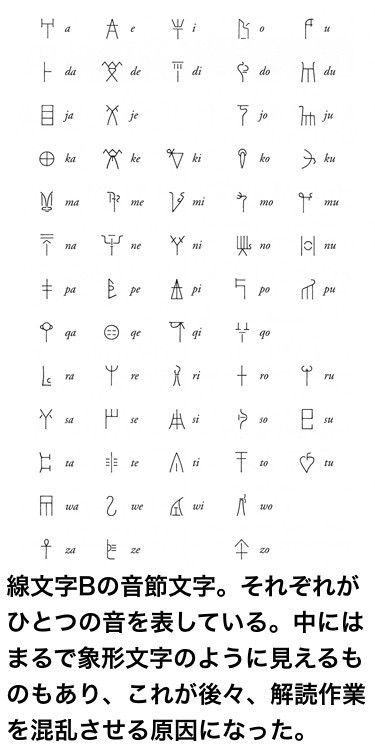 a e i o u
da de di do du
ja je jo ju
ka ke ki ko ku
ma me mi mo mu
na ne ni no nu
pa pe pi po pu
qa qe qi qo
ra re ri ro ru
sa se si so su
ta te ti to tu
wa we wi wo
za ze zo
線文字Bの音節文字。それぞれが
ひとつの音を表している。中には
まるで象形文字のように見えるも
のもあり、これが後々、解読作業
を混乱させる原因になった。